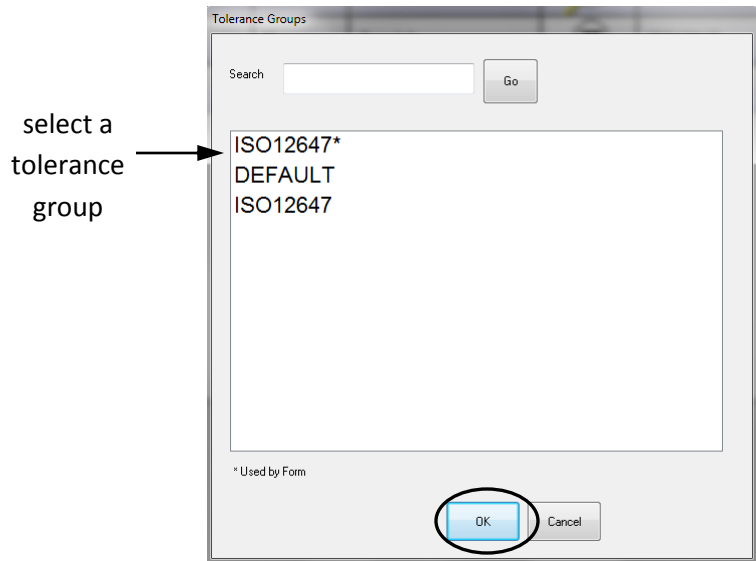 Tolerance Groups
Search
Go
select a
tolerance
group
ISO12647*
DEFAULT
ISO12647
* Used by Form
OK
Cancel